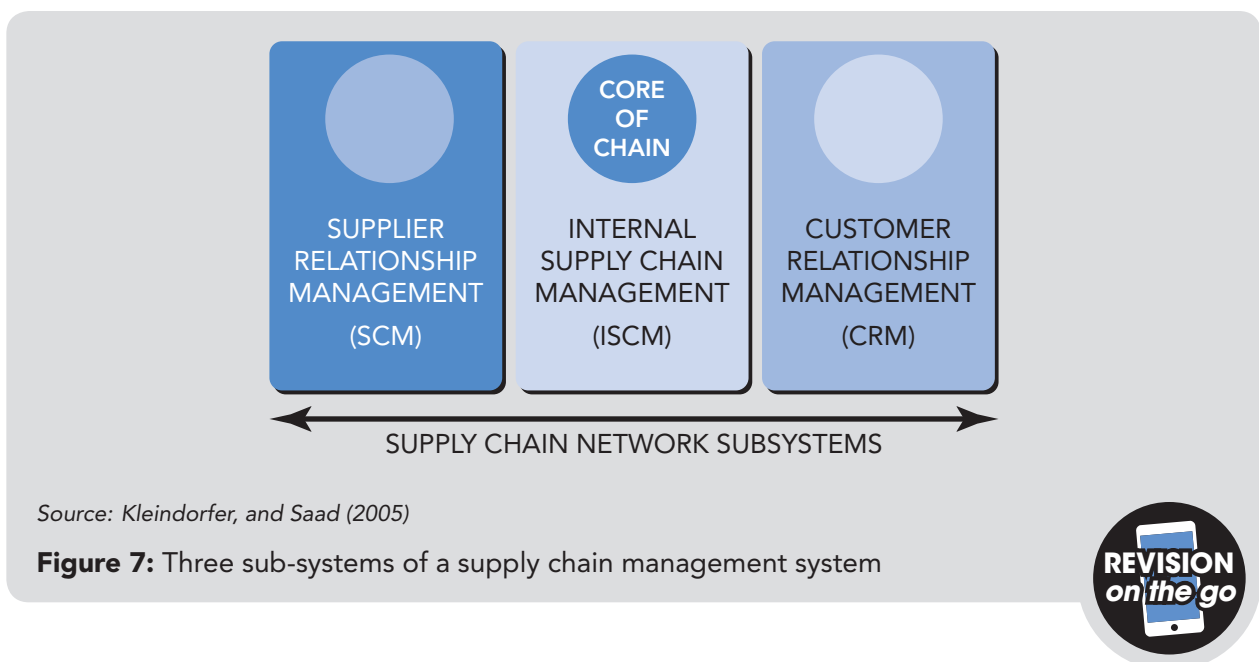 CORE
OF
CHAIN
SUPPLIER
RELATIONSHIP
MANAGEMENT
(SCM)
INTERNAL
SUPPLY CHAIN
MANAGEMENT
(ISCM)
CUSTOMER
RELATIONSHIP
MANAGEMENT
(CRM)
SUPPLY CHAIN NETWORK SUBSYSTEMS
Source: Kleindorfer, and Saad (2005)
Figure 7: Three sub-systems of a supply chain management system
REVISION
on the go